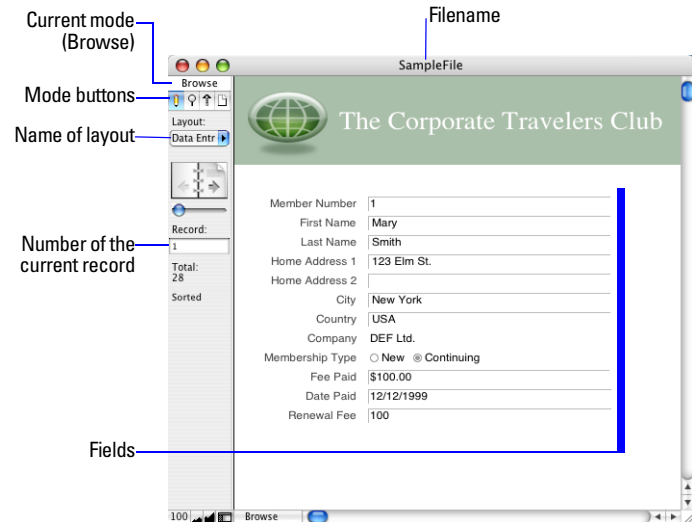 Filename
Current mode
(Browse)
SampleFile
Browse
Mode buttons
Layout:
Name of layout
Data Entr
The Corporate Travelers Club
Member Number 1
First Name Mary
Record:
Last Name Smith
Number of the
current record
1
Home Address 1 123 Elm St.
Total:
28
Home Address 2
Sorted
City New York
Country USA
Company DEF Ltd.
Membership Type New Continuing
Fee Paid $100.00
Date Paid 12/12/1999
Renewal Fee 100
Fields
100 Browse